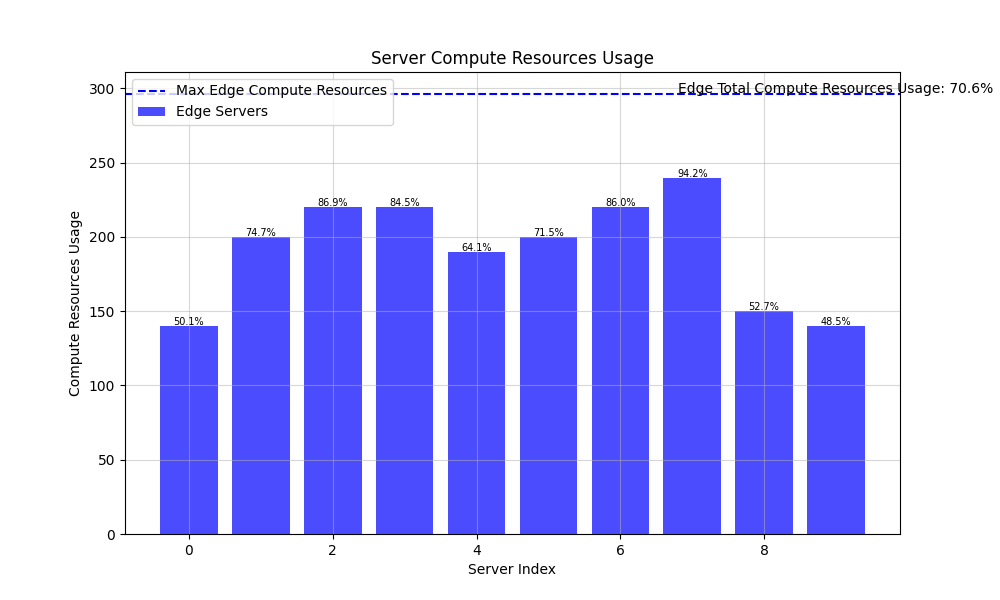 Server Compute Resources Usage
Max Edge Compute Resources
Edge Servers
Edge Total Compute Resources Usage: 70.6%
300
250
200
150
100
50
0
Compute Resources Usage
50.1%
74.7%
86.9%
84.5%
64.1%
71.5%
86.0%
94.2%
52.7%
48.5%
0 2 4 6 8
Server Index